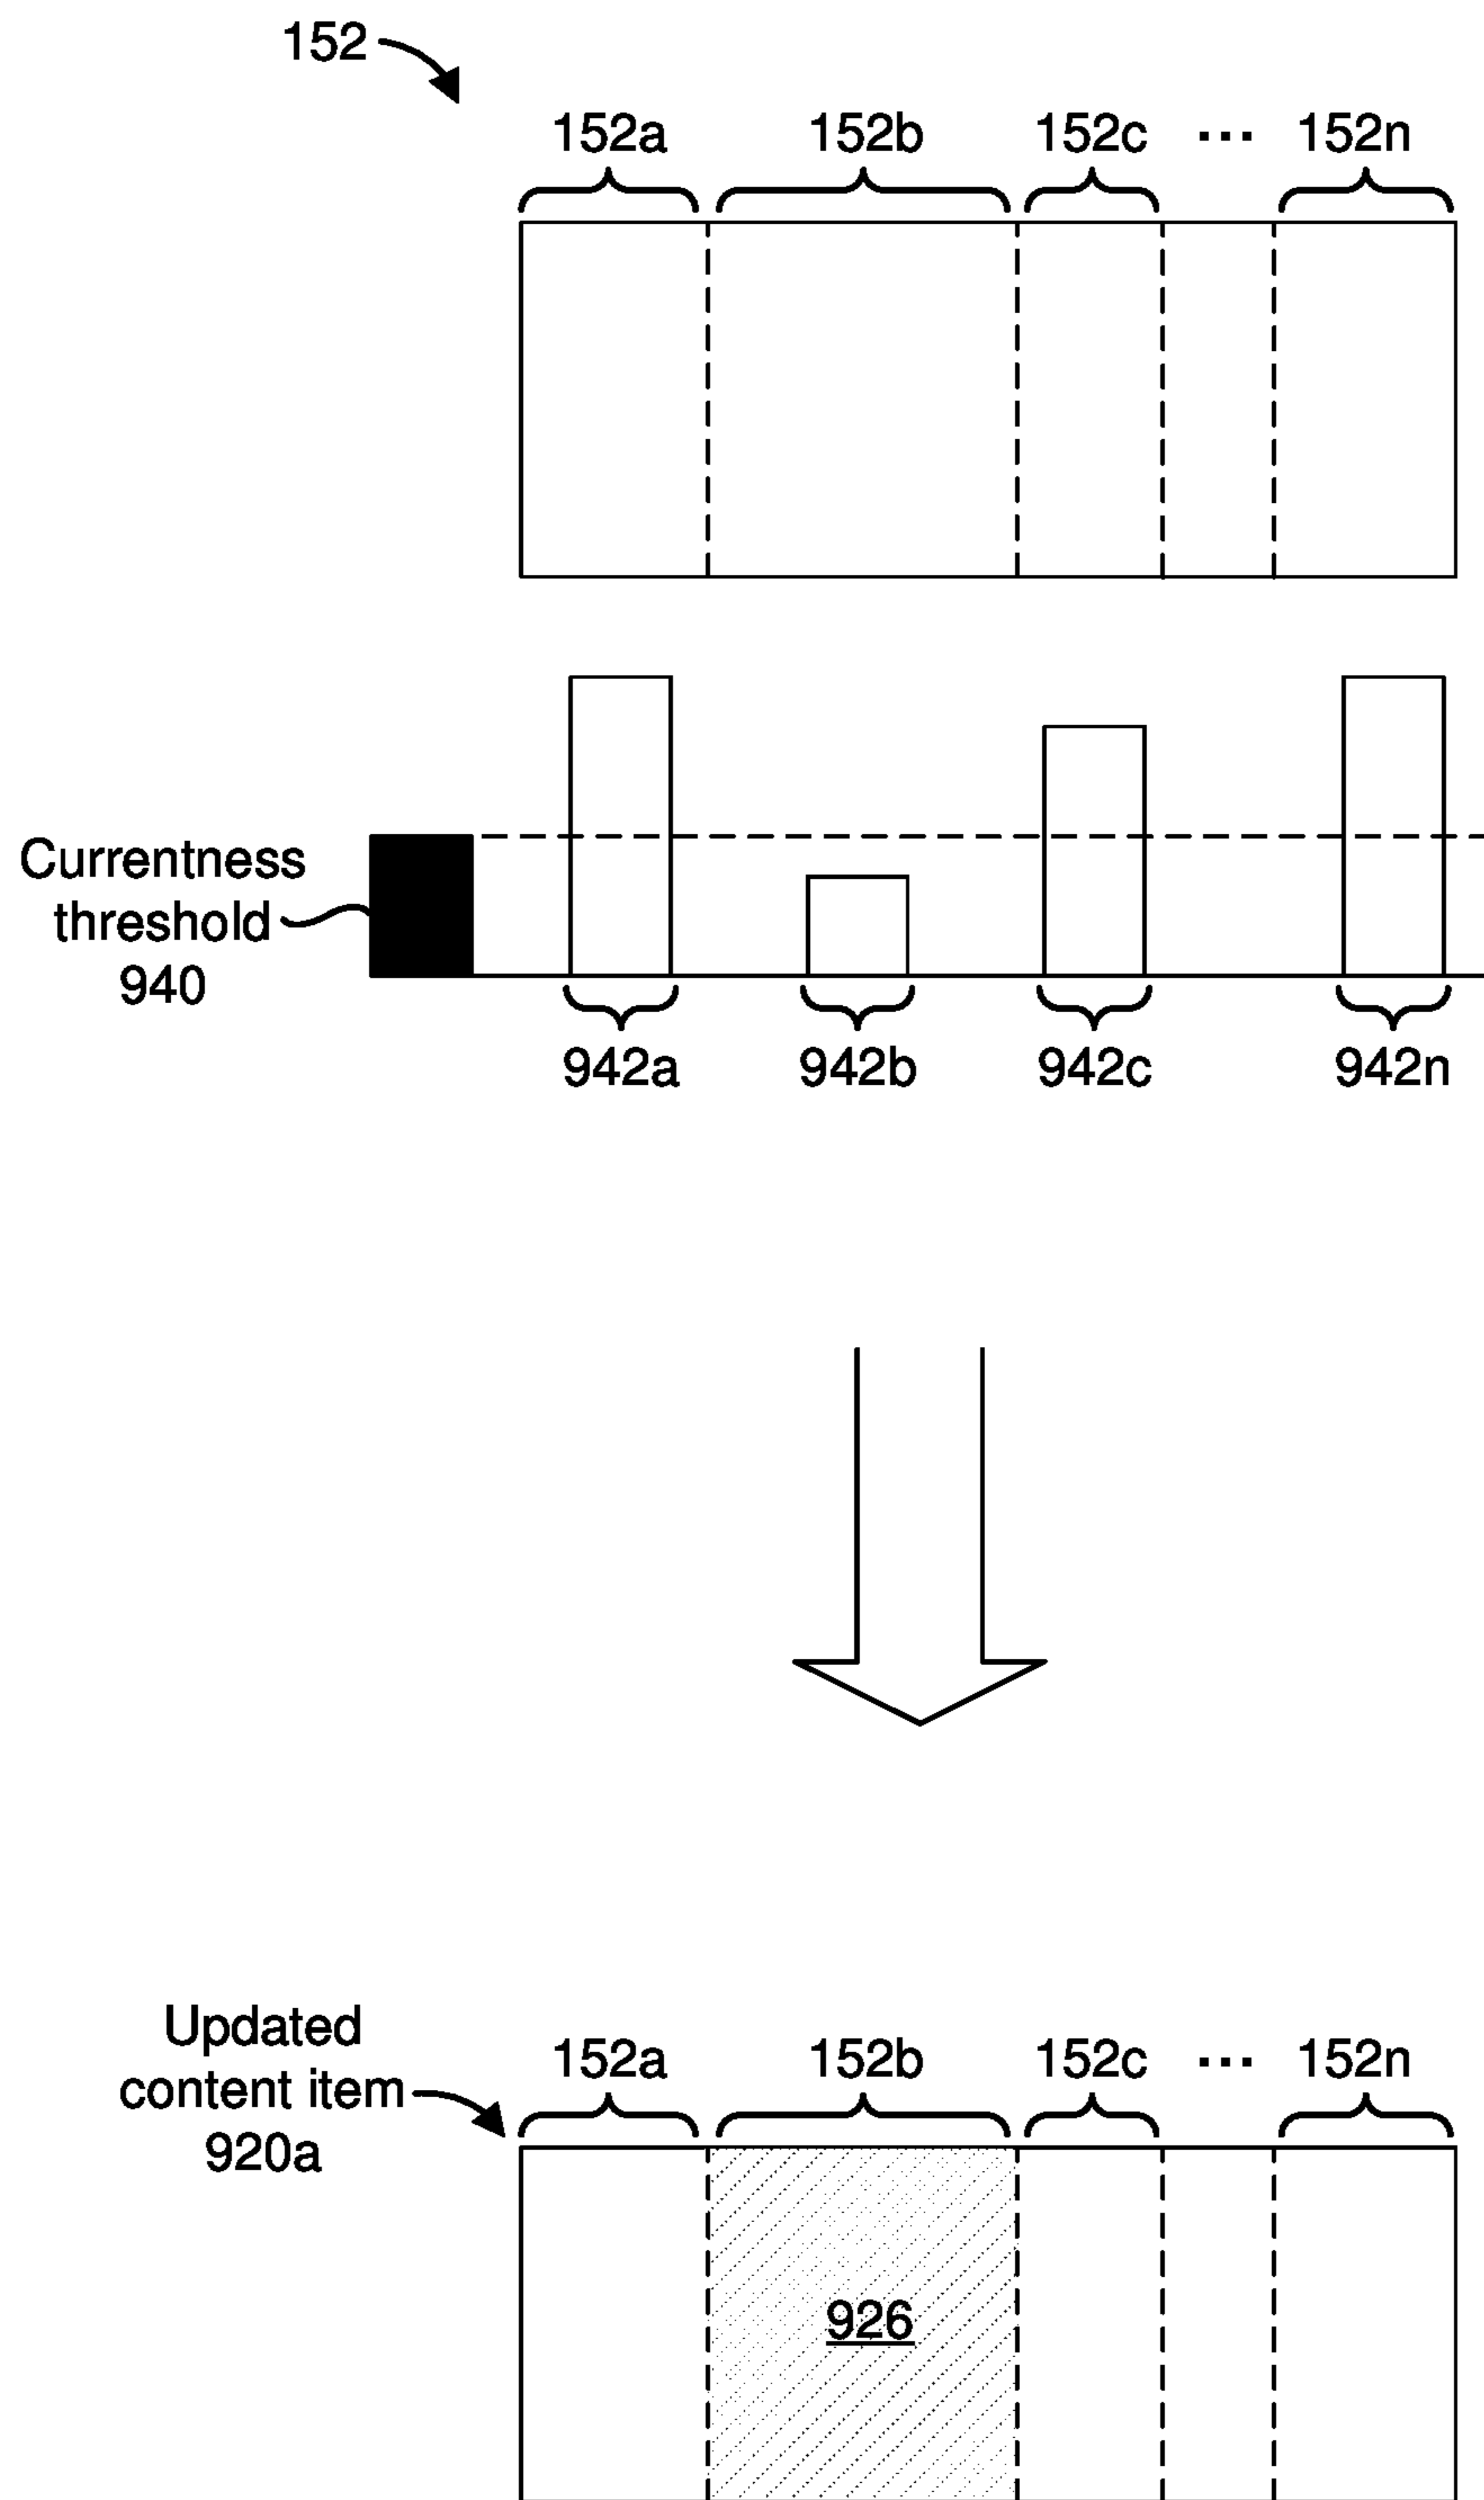 152
152a 152b 152c ... 152n
Currentness
threshold
940
942a 942b 942c 942n
Updated
content item
920a
152a 152b 152c ... 152n
926